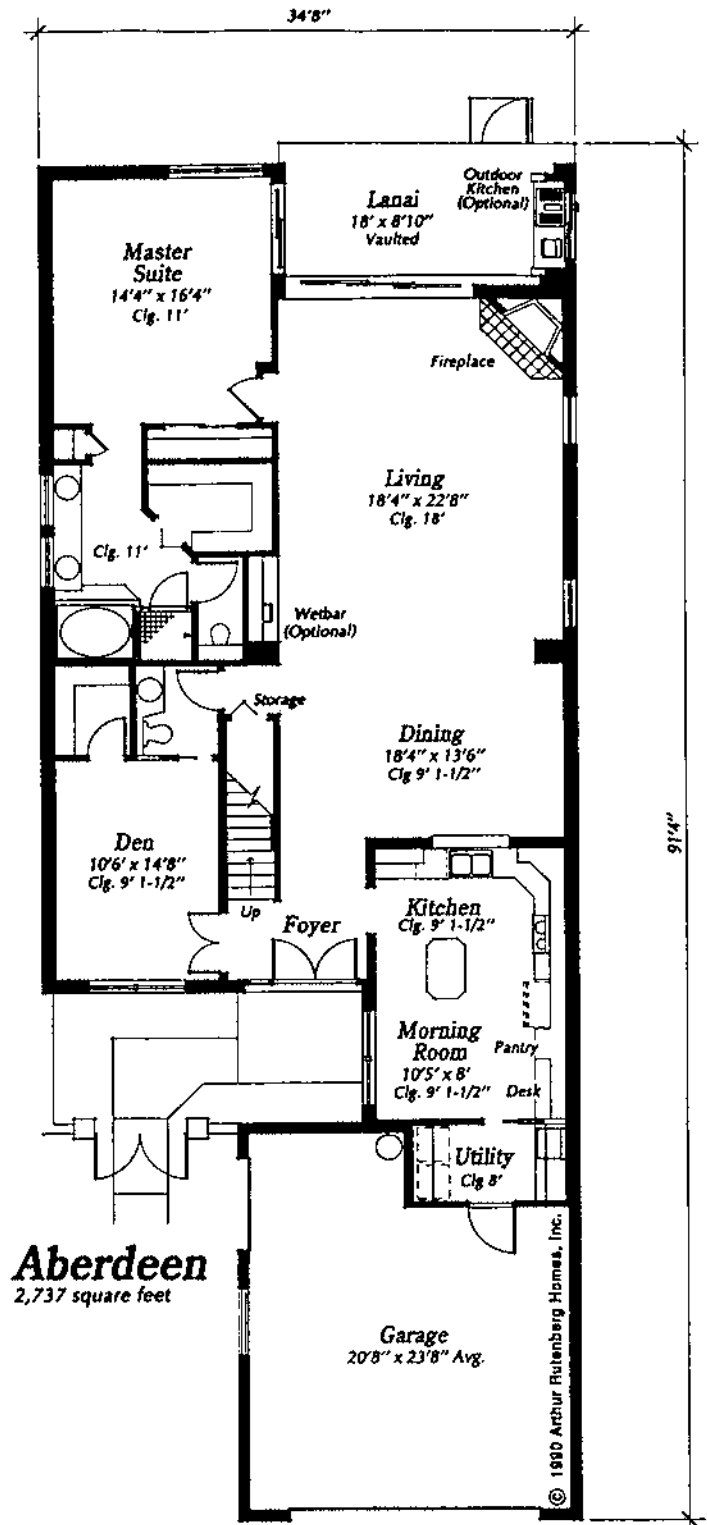 34'8"
Outdoor
Kitchen
(Optional)
Lanai
18' x 8'10"
Vaulted
Master
Suite
14'4" x 16'4"
Clg. 11'
Fireplace
Living
18'4" x 22'8"
Clg. 18'
Clg. 11'
Wetbar
(Optional)
Storage
Dining
18'4" x 13'6"
Clg 9' 1-1/2"
91'4"
Den
10'6' x 14'8"
Clg. 9' 1-1/2"
Up
Foyer
Kitchen
Clg. 9' 1-1/2"
Morning
Room
10'5' x 8'
Clg. 9' 1-1/2"
Pantry
Desk
Utility
Clg 8'
Aberdeen
2,737 square feet
Garage
20'8" x 23'8" Avg.
© 1990 Arthur Rutenberg Homes, Inc.